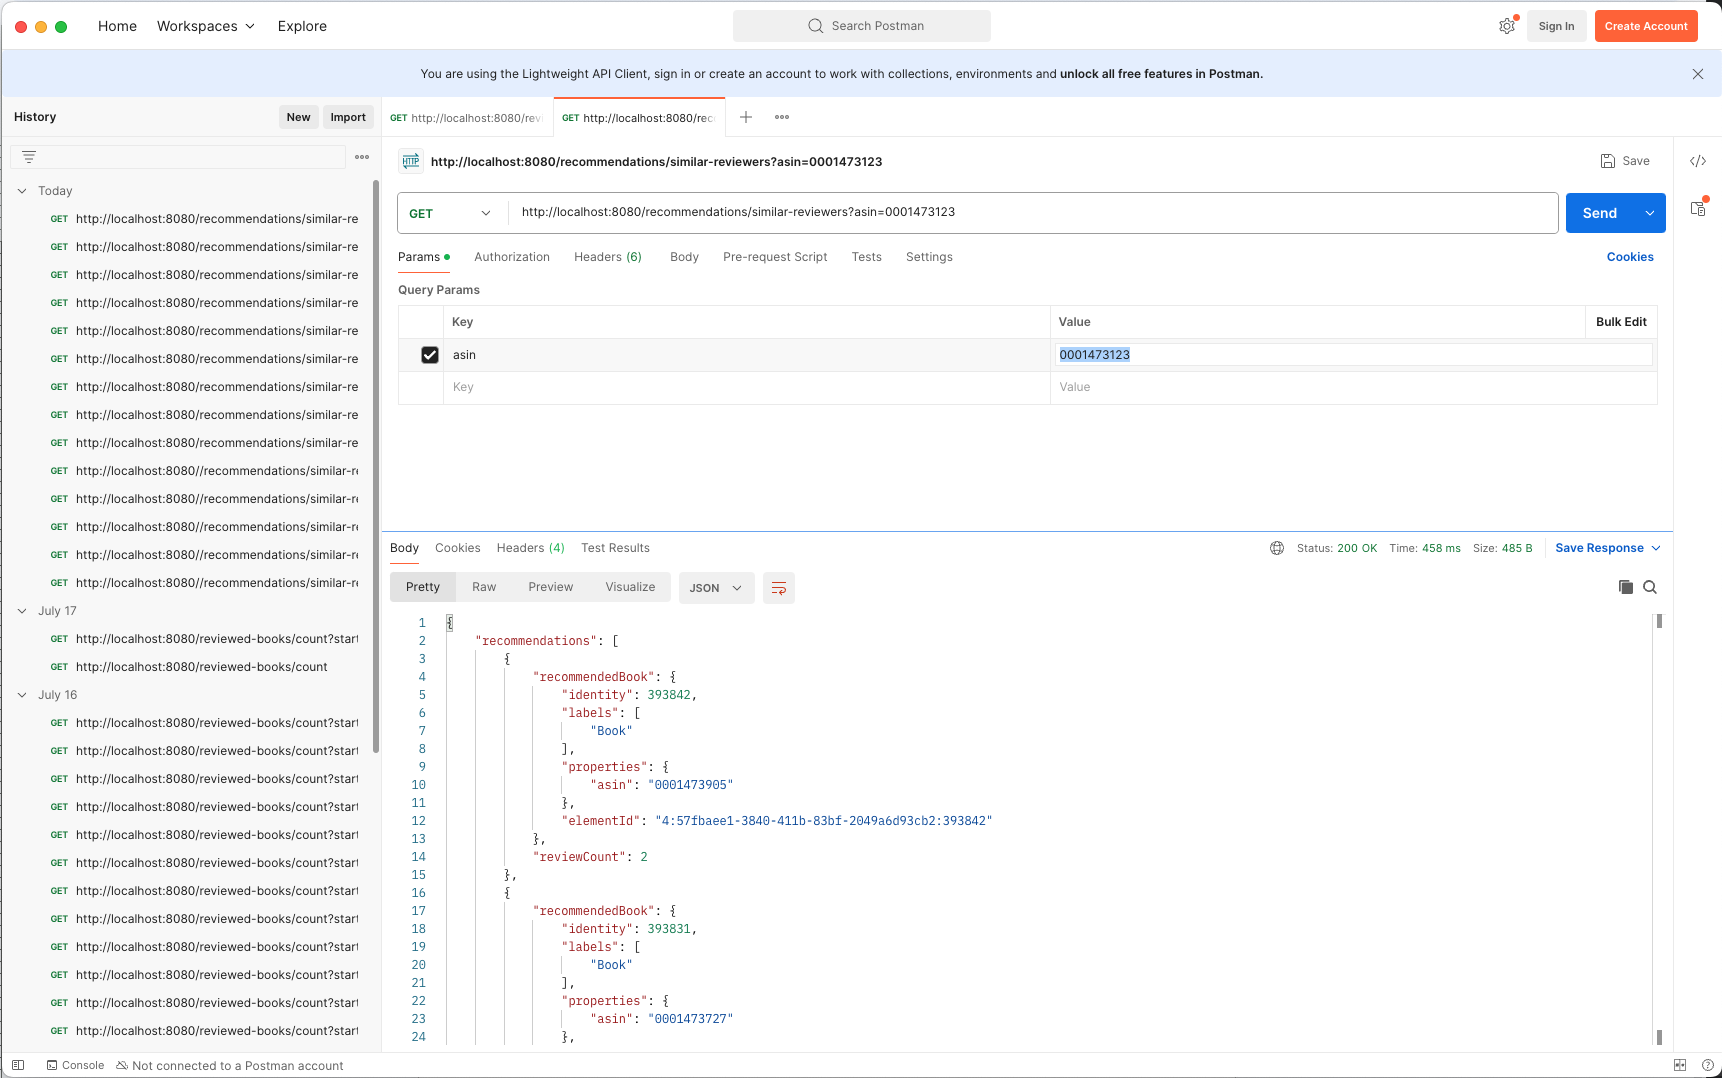 Home Workspaces Explore
Search Postman
Sign In Create Account
You are using the Lightweight API Client, sign in or create an account to work with collections, environments and unlock all free features in Postman.
History New Import
GET http://localhost:8080/rev GET http://localhost:8080/rec
Today
GET http://localhost:8080/recommendations/similar-re
GET http://localhost:8080/recommendations/similar-re
GET http://localhost:8080/recommendations/similar-re
GET http://localhost:8080/recommendations/similar-re
GET http://localhost:8080/recommendations/similar-re
GET http://localhost:8080/recommendations/similar-re
GET http://localhost:8080/recommendations/similar-re
GET http://localhost:8080/recommendations/similar-re
GET http://localhost:8080/recommendations/similar-re
GET http://localhost:8080//recommendations/similar-re
GET http://localhost:8080//recommendations/similar-re
GET http://localhost:8080//recommendations/similar-re
GET http://localhost:8080//recommendations/similar-re
GET http://localhost:8080//recommendations/similar-re
July 17
GET http://localhost:8080/reviewed-books/count?start
GET http://localhost:8080/reviewed-books/count
July 16
GET http://localhost:8080/reviewed-books/count?start
GET http://localhost:8080/reviewed-books/count?start
GET http://localhost:8080/reviewed-books/count?start
GET http://localhost:8080/reviewed-books/count?start
GET http://localhost:8080/reviewed-books/count?start
GET http://localhost:8080/reviewed-books/count?start
GET http://localhost:8080/reviewed-books/count?start
GET http://localhost:8080/reviewed-books/count?start
GET http://localhost:8080/reviewed-books/count?start
GET http://localhost:8080/reviewed-books/count?start
GET http://localhost:8080/reviewed-books/count?start
GET http://localhost:8080/reviewed-books/count?start
HTTP http://localhost:8080/recommendations/similar-reviewers?asin=0001473123 Save
GET http://localhost:8080/recommendations/similar-reviewers?asin=0001473123 Send
Params Authorization Headers (6) Body Pre-request Script Tests Settings Cookies
Query Params
Key Value Bulk Edit
asin 0001473123
Key Value
Body Cookies Headers (4) Test Results Status: 200 OK Time: 458 ms Size: 485 B Save Response
Pretty Raw Preview Visualize JSON
1 {
2 "recommendations": [
3 {
4 "recommendedBook": {
5 "identity": 393842,
6 "labels": [
7 "Book"
8 ],
9 "properties": {
10 "asin": "0001473905"
11 },
12 "elementId": "4:57fbaee1-3840-411b-83bf-2049a6d93cb2:393842"
13 },
14 "reviewCount": 2
15 },
16 {
17 "recommendedBook": {
18 "identity": 393831,
19 "labels": [
20 "Book"
21 ],
22 "properties": {
23 "asin": "0001473727"
24 },
Console Not connected to a Postman account